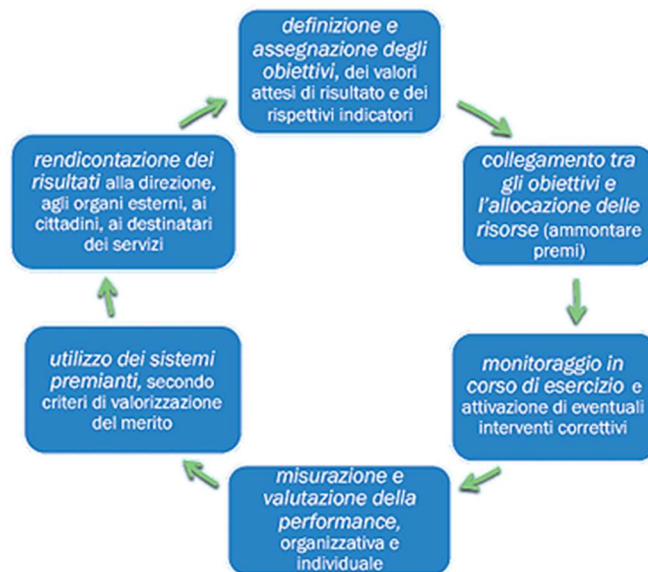 definizione e
assegnazione degli
obiettivi, dei valori
attesi di risultato e dei
rispettivi indicatori
collegamento tra
gli obiettivi e
l'allocazione delle
risorse (ammontare
premi)
monitoraggio in
corso di esercizio e
attivazione di eventuali
interventi correttivi
misurazione e
valutazione della
performance,
organizzativa e
individuale
utilizzo dei sistemi
premianti, secondo
criteri di valorizzazione
del merito
rendicontazione dei
risultati alla direzione,
agli organi esterni, ai
cittadini, ai destinatari
dei servizi